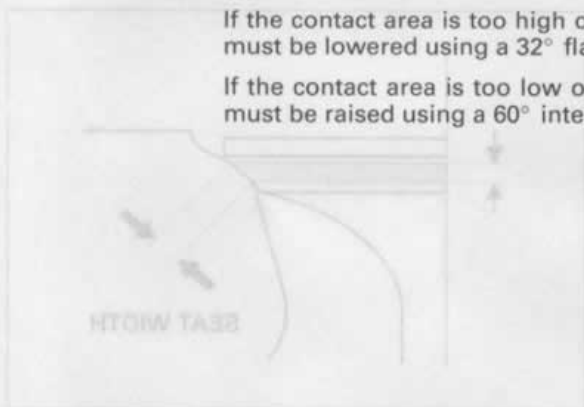 If the contact area is too high
must be lowered using a 32°
If the contact area is too low
must be raised using a 60°
SEAT WIDTH